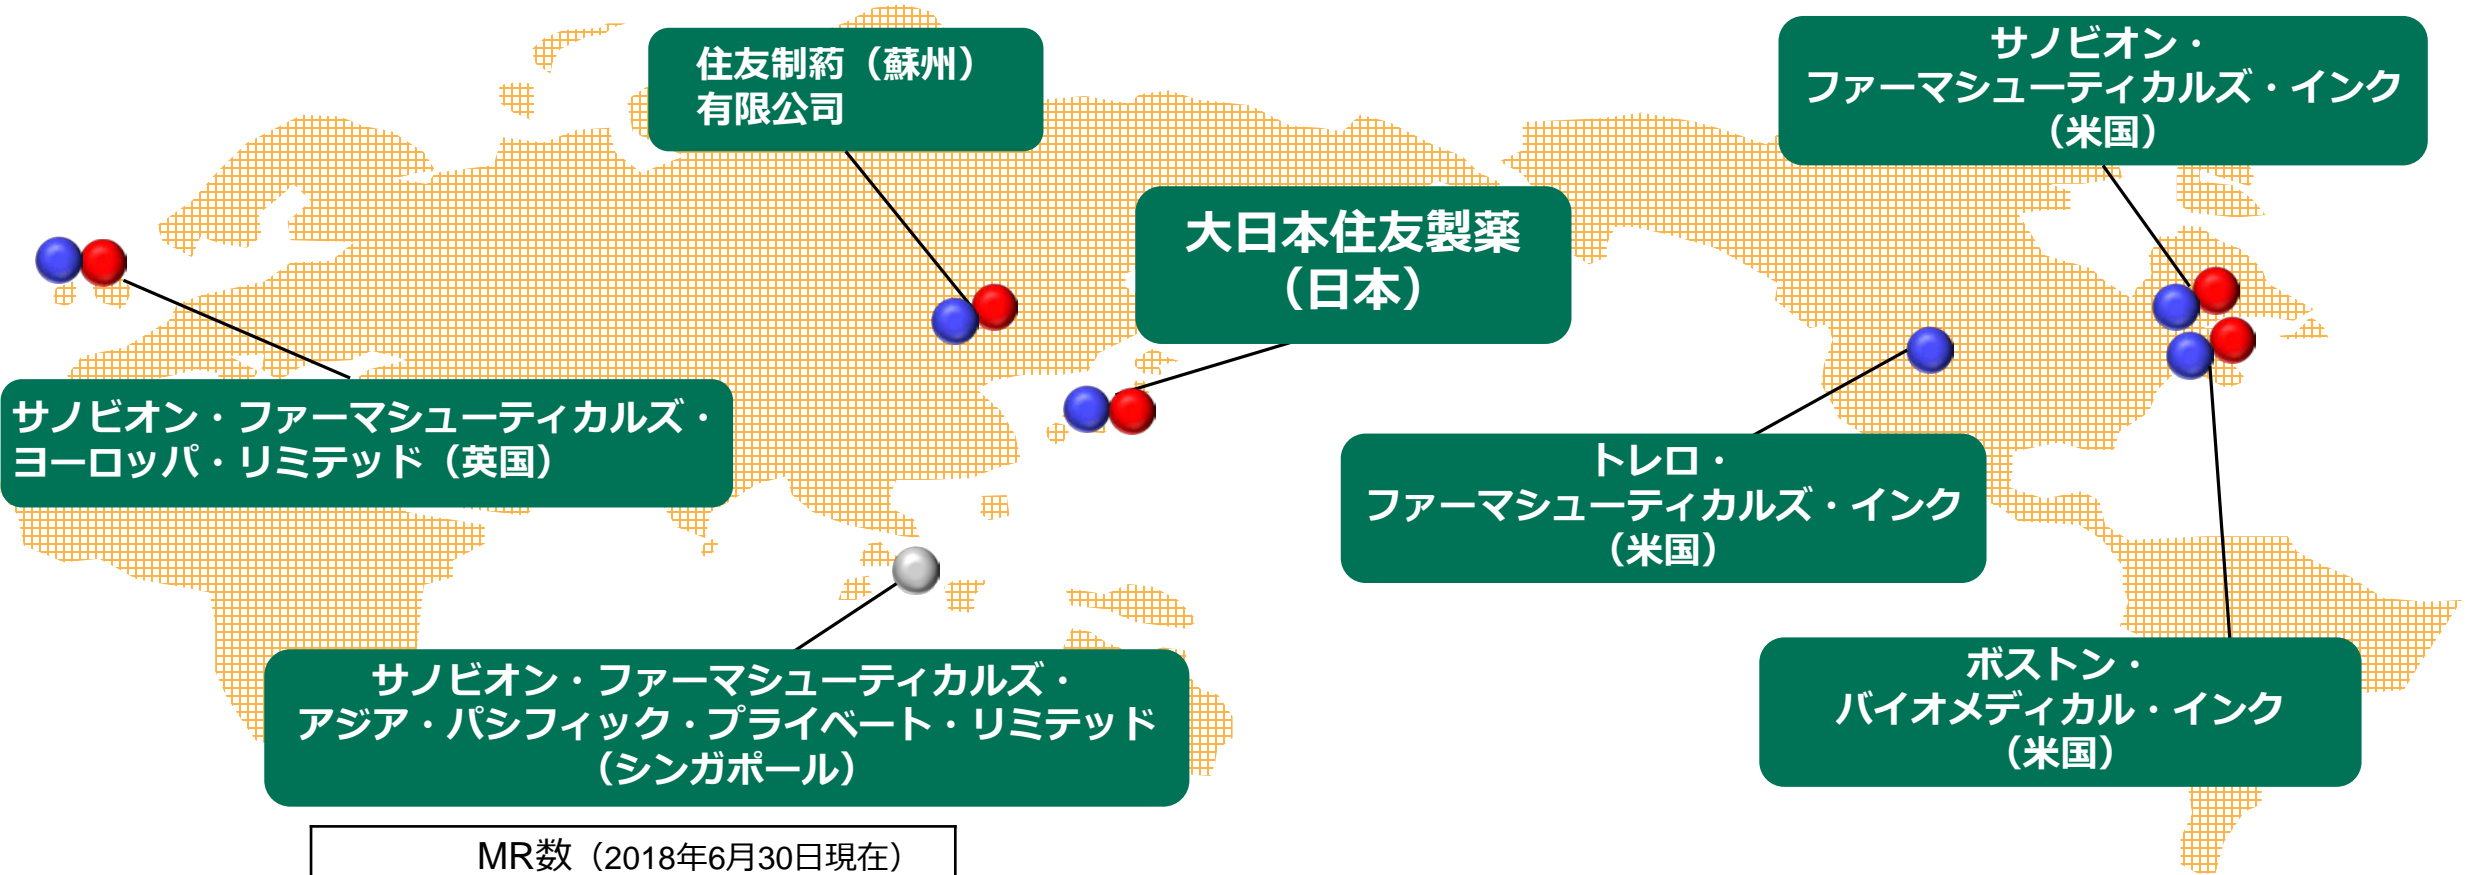 住友制葯（蘇州）
有限公司
サノビオン・
ファーマシューティカルズ・インク
（米国）
大日本住友製薬
（日本）
サノビオン・ファーマシューティカルズ・
ヨーロッパ・リミテッド（英国）
トレロ・
ファーマシューティカルズ・インク
（米国）
サノビオン・ファーマシューティカルズ・
アジア・パシフィック・プライベート・リミテッド
（シンガポール）
ボストン・
バイオメディカル・インク
（米国）
MR数（2018年6月30日現在）